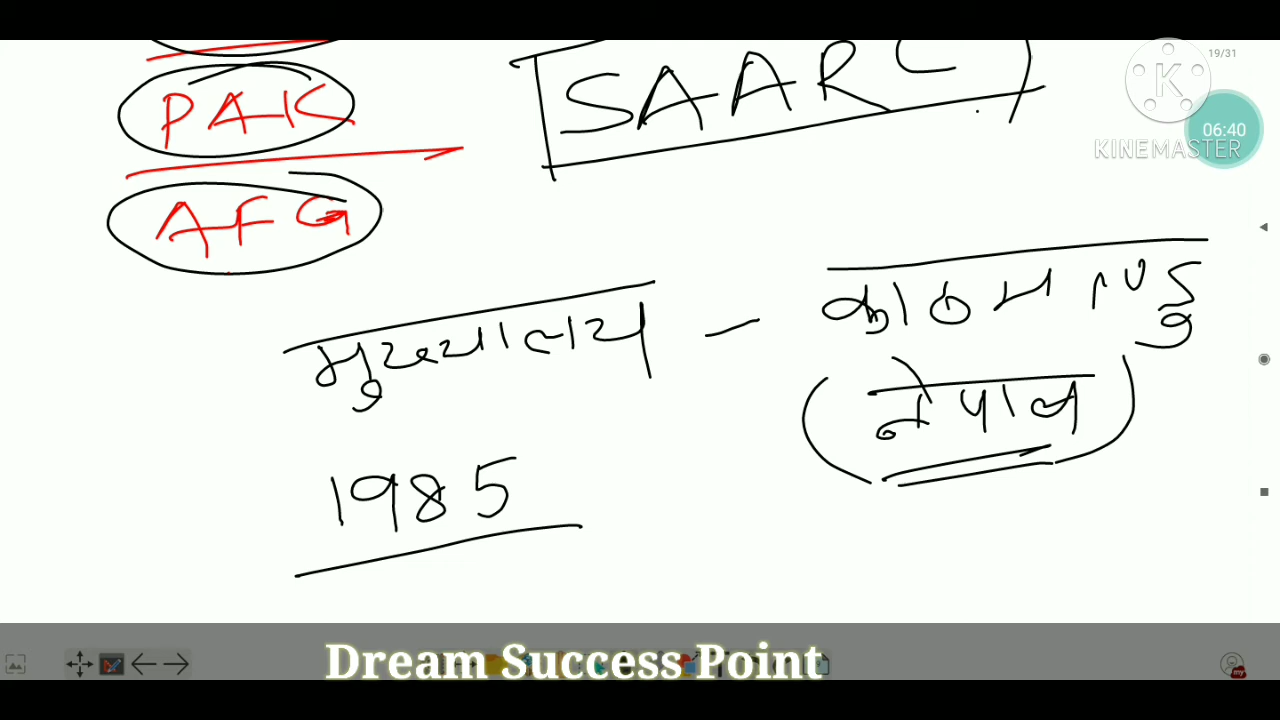 SAARC
19/31
PAK
06:40
KINEMASTER
AFG
मुख्यालय - काठमाण्डु
(नेपाल)
1985
Dream Success Point